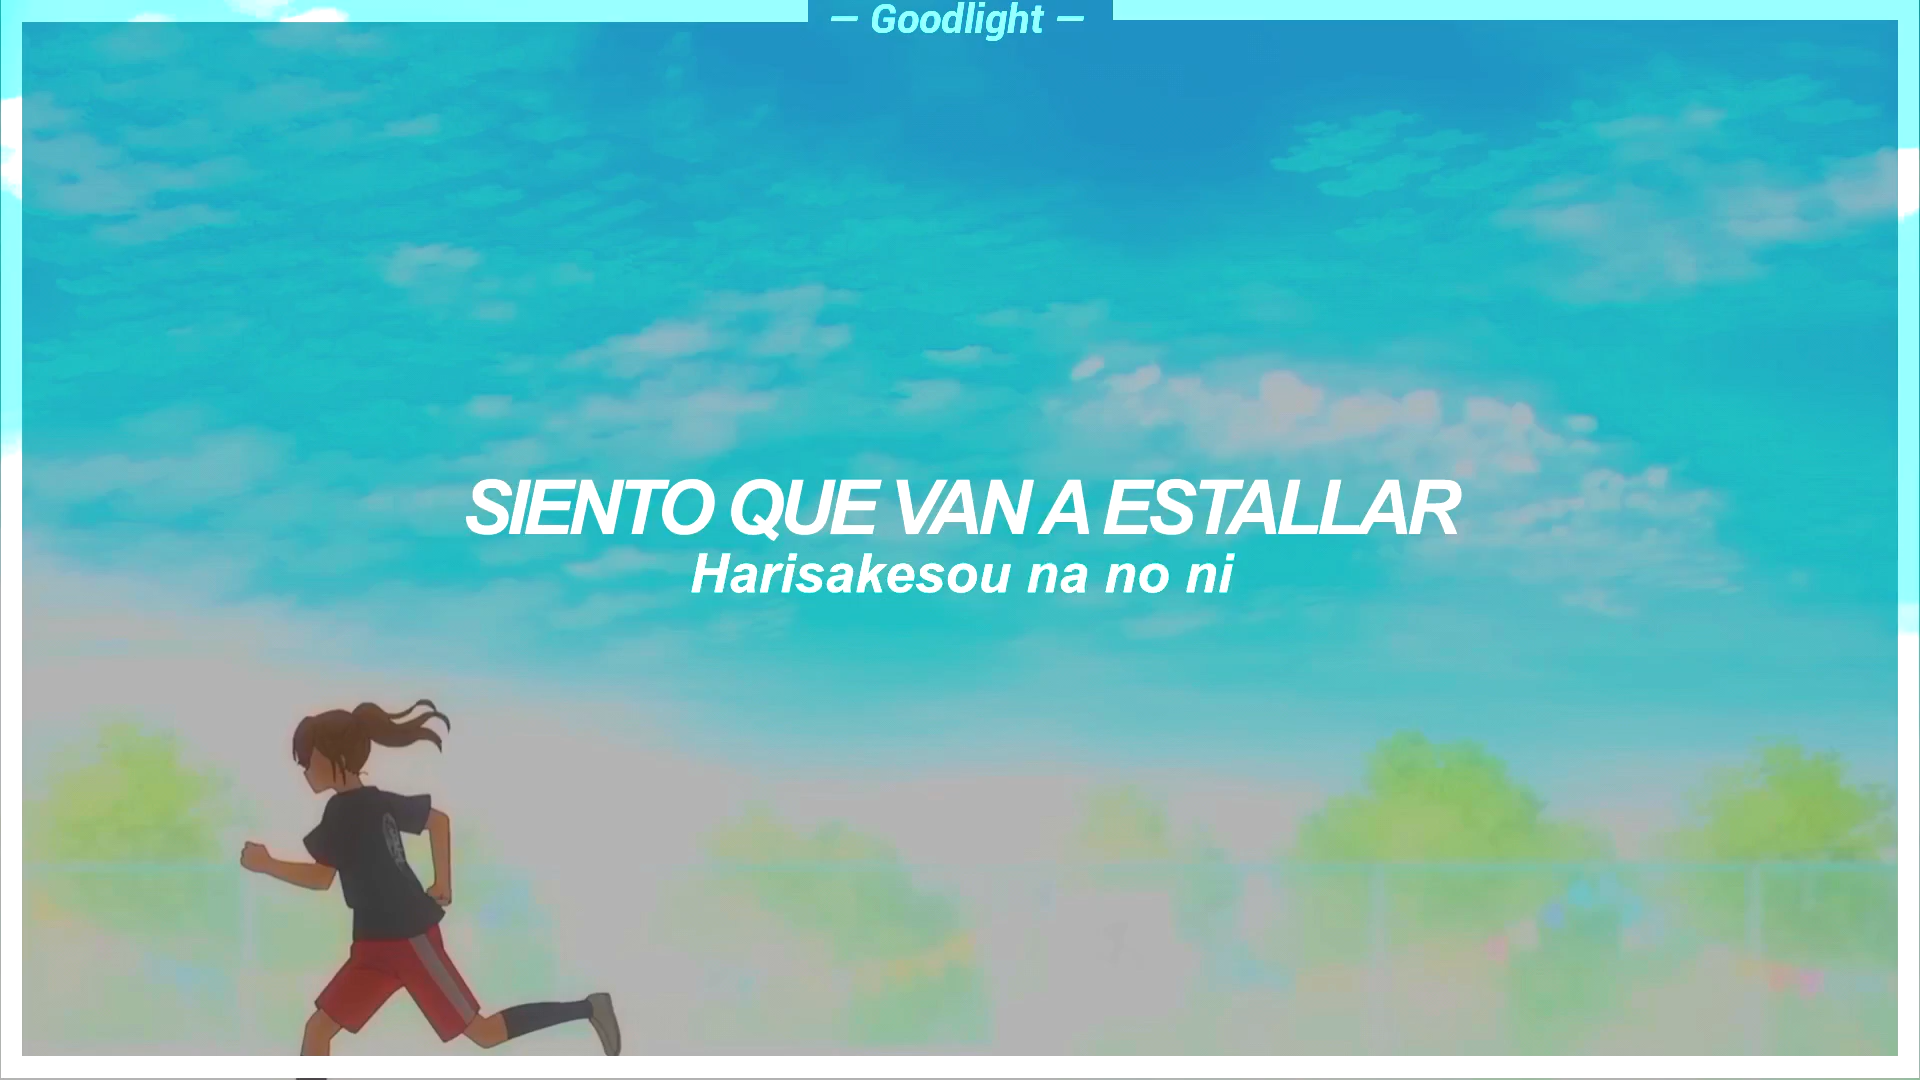 — Goodlight —
SIENTO QUE VAN A ESTALLAR
Harisakesou na no ni